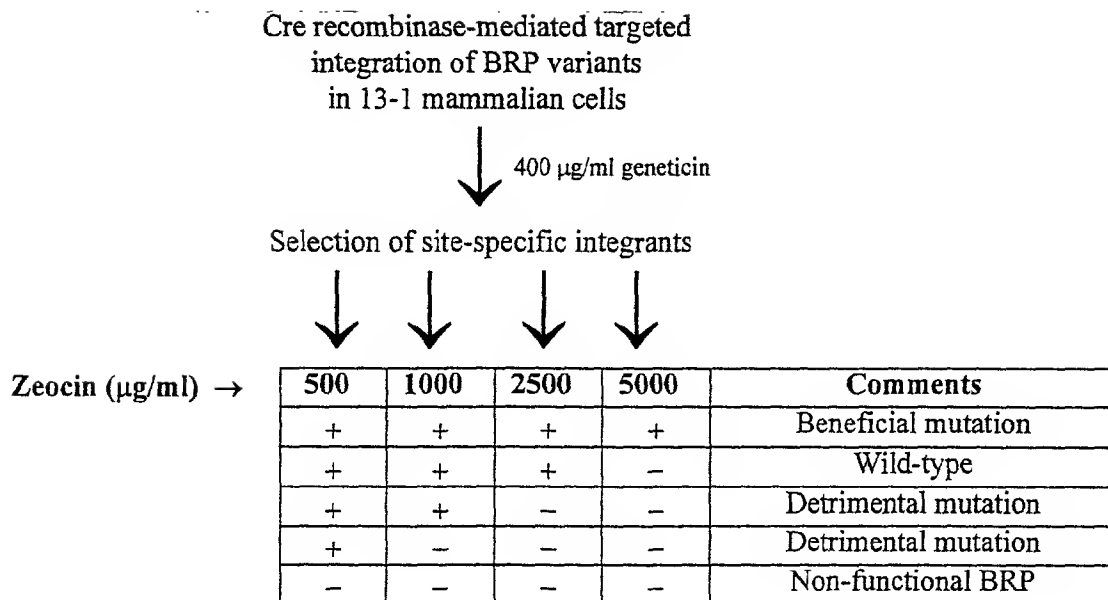 Cre recombinase-mediated targeted
integration of BRP variants
in 13-1 mammalian cells
400 μg/ml geneticin
Selection of site-specific integrants
Zeocin (μg/ml) → 500 1000 2500 5000 Comments
+ + + + Beneficial mutation
+ + + − Wild-type
+ + − − Detrimental mutation
+ − − − Detrimental mutation
− − − − Non-functional BRP